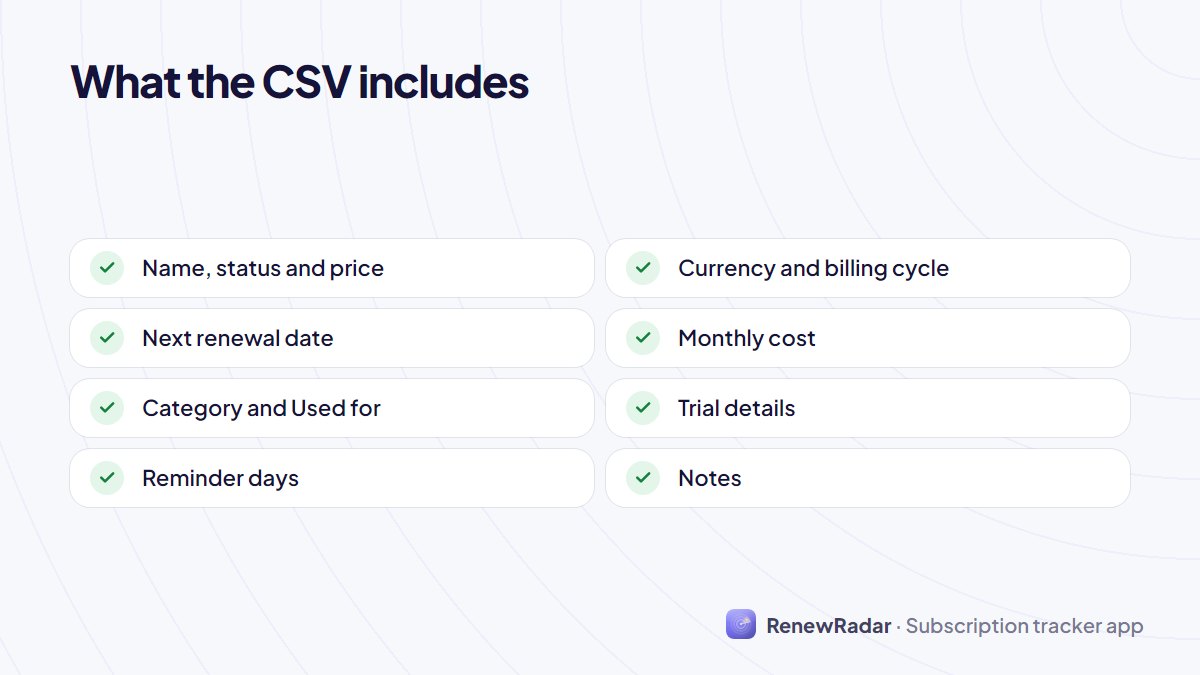 What the CSV includes
Name, status and price
Currency and billing cycle
Next renewal date
Monthly cost
Category and Used for
Trial details
Reminder days
Notes
RenewRadar · Subscription tracker app